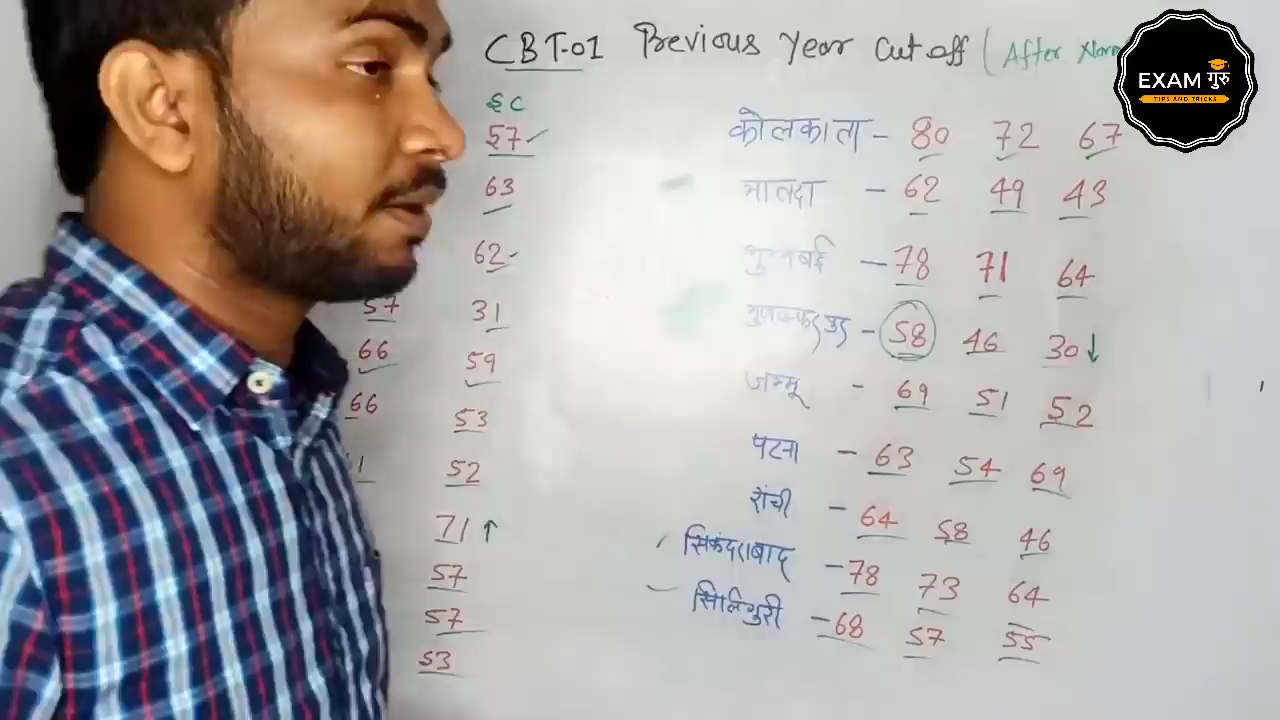 CBT-01 Previous Year Cut off (After Norm
EXAM गुरु
TIPS AND TRICKS
SC
57 कोलकाता - 80 72 67
63 मालदा - 62 49 43
62 मुम्बई - 78 71 64
57 31 - 58 46 30 ↓
66 59 जम्मू - 69 51 52
66 53 पटना - 63 54 69
1 52 रांची - 64 58 46
71 ↑ सिकंदराबाद - 78 73 64
57 सिलिगुरी - 68 57 55
57
53